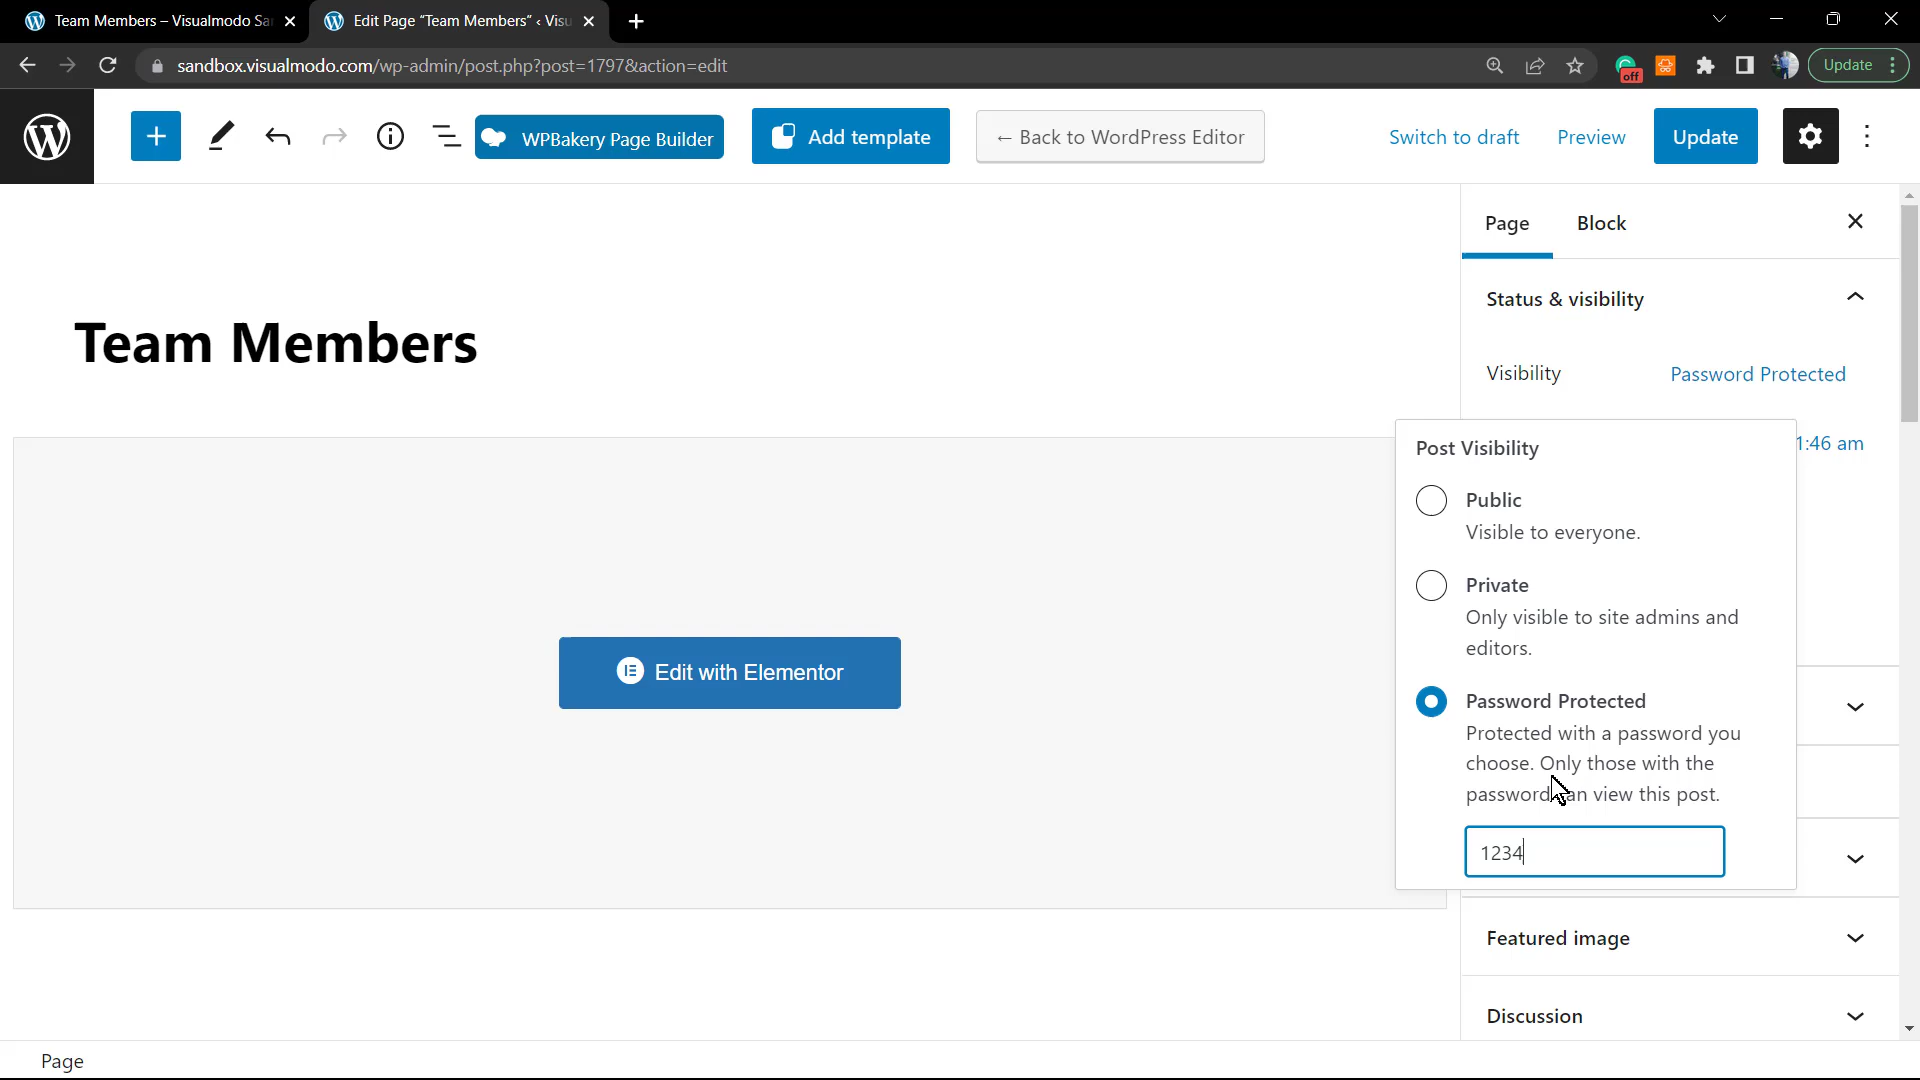 Team Members – Visualmodo Sa
Edit Page "Team Members" ‹ Visu
sandbox.visualmodo.com/wp-admin/post.php?post=1797&action=edit
off
Update
WPBakery Page Builder
Add template
← Back to WordPress Editor
Switch to draft
Preview
Update
Page
Block
Status & visibility
Team Members
Visibility
Password Protected
1:46 am
Post Visibility
Public
Visible to everyone.
Private
Only visible to site admins and
editors.
Edit with Elementor
Password Protected
Protected with a password you
choose. Only those with the
password an view this post.
1234
Featured image
Discussion
Page